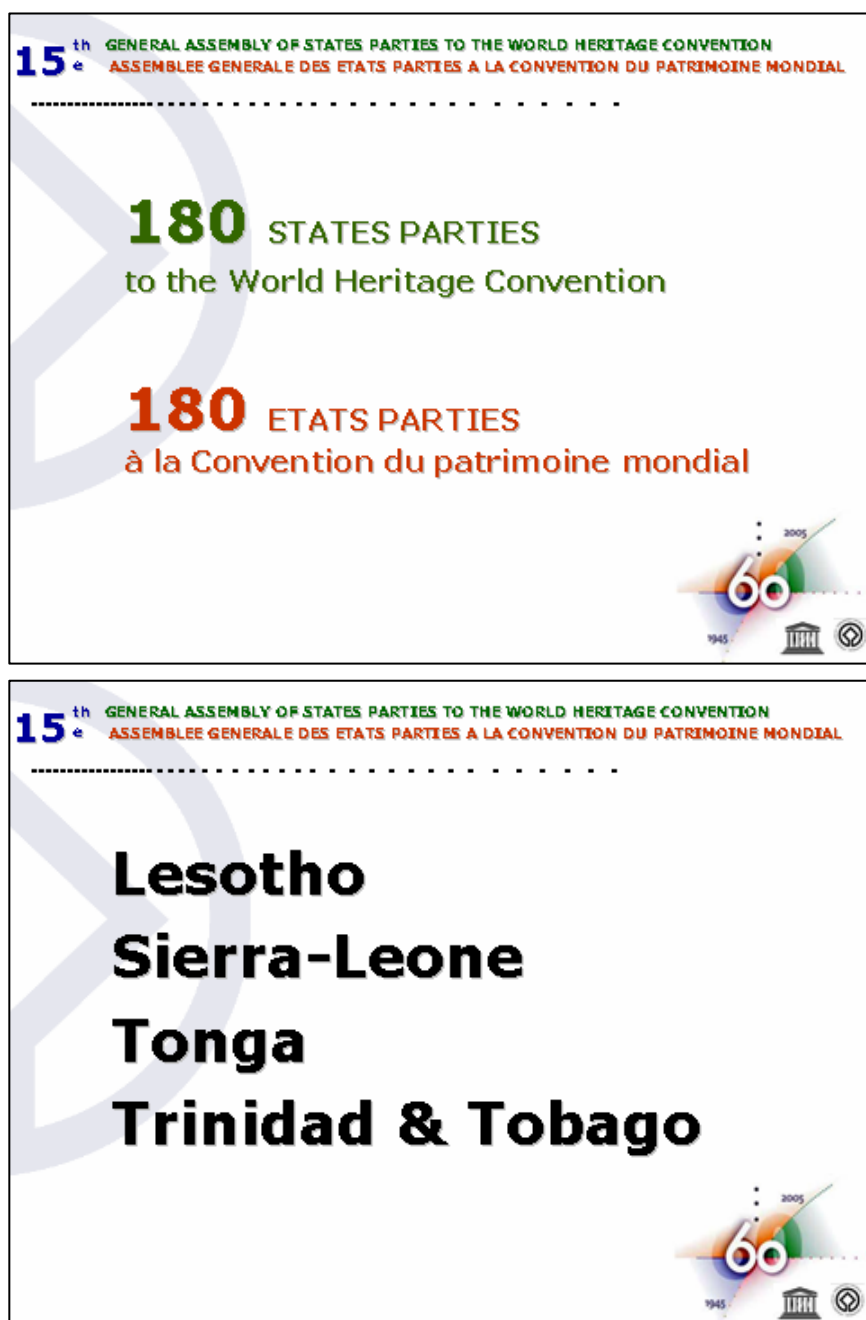 15th GENERAL ASSEMBLY OF STATES PARTIES TO THE WORLD HERITAGE CONVENTION
e ASSEMBLEE GENERALE DES ETATS PARTIES A LA CONVENTION DU PATRIMOINE MONDIAL
180 STATES PARTIES
to the World Heritage Convention
180 ETATS PARTIES
à la Convention du patrimoine mondial
2005
60
1945
15th GENERAL ASSEMBLY OF STATES PARTIES TO THE WORLD HERITAGE CONVENTION
e ASSEMBLEE GENERALE DES ETATS PARTIES A LA CONVENTION DU PATRIMOINE MONDIAL
Lesotho
Sierra-Leone
Tonga
Trinidad & Tobago
2005
60
1945